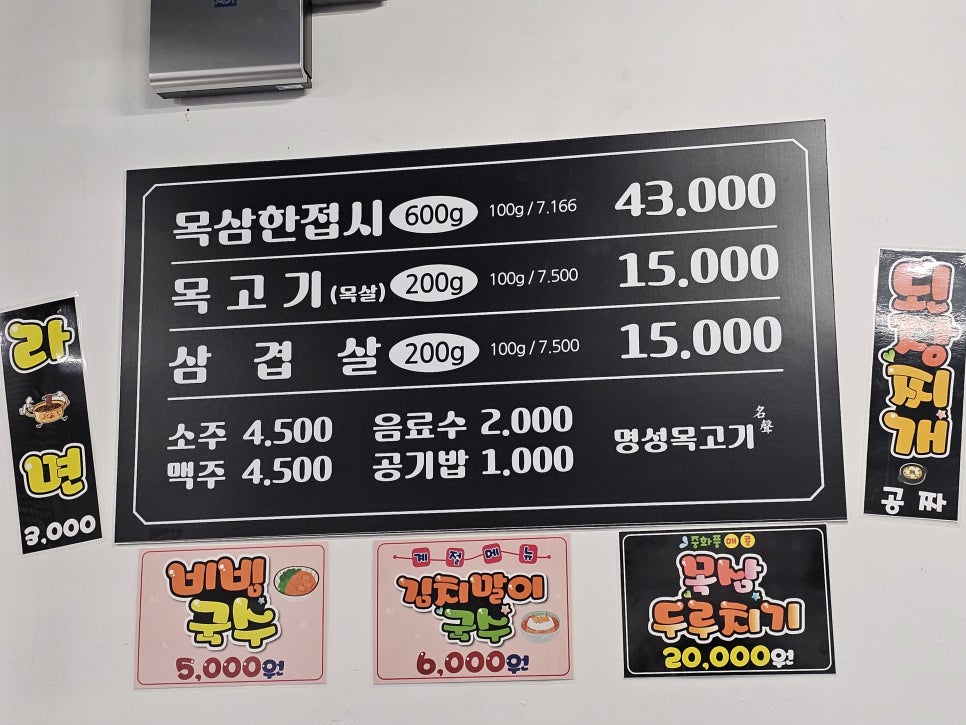 목삼한접시 600g 100g / 7.166 43.000
목고기 (목살) 200g 100g / 7.500 15.000
삼겹살 200g 100g / 7.500 15.000
소주 4.500 음료수 2.000
맥주 4.500 공기밥 1.000
명성목고기 名聲
라면
3,000
된장찌개
공짜
비빔
국수
5,000원
계절메뉴
김치말이
국수
6,000원
중화풍 매콤
목삼
두루치기
20,000원